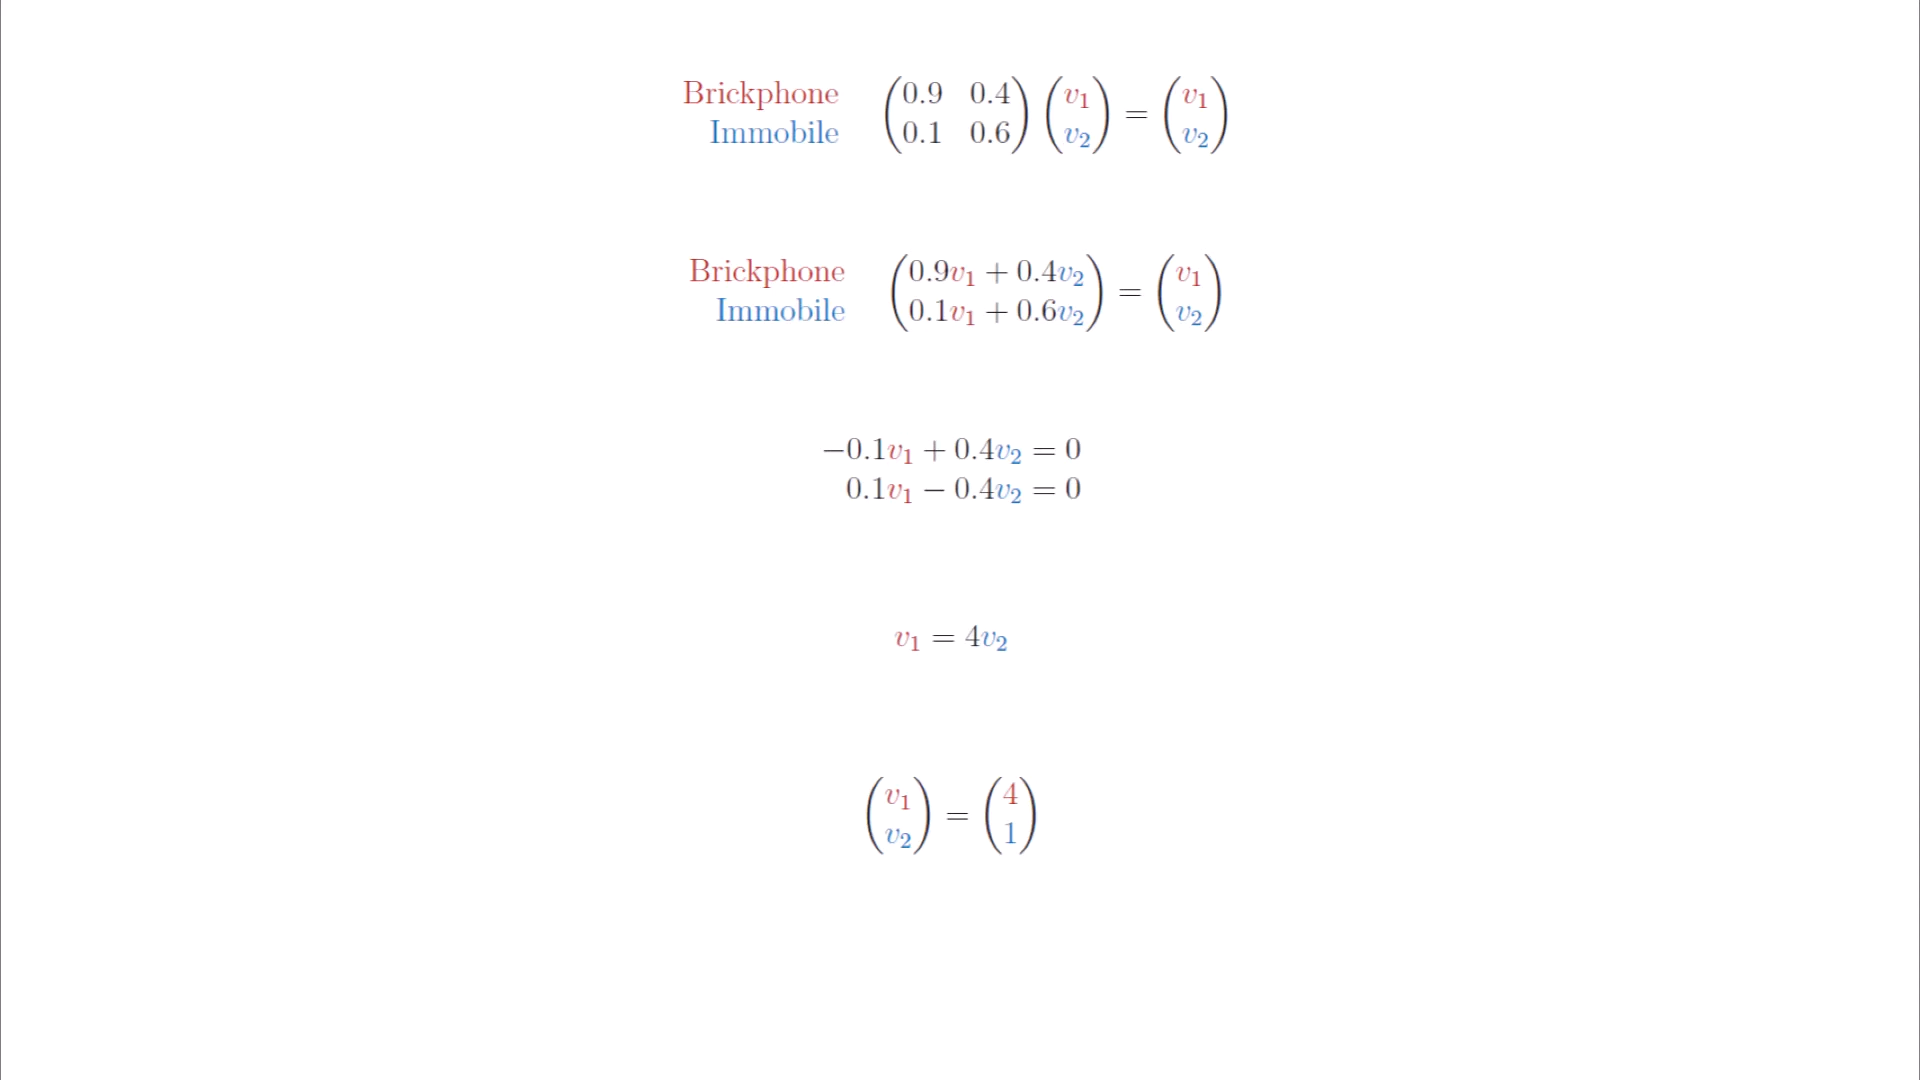 Brickphone (0.9 0.4) (v₁) = (v₁)
Immobile (0.1 0.6) (v₂) (v₂)
Brickphone (0.9v₁ + 0.4v₂) = (v₁)
Immobile (0.1v₁ + 0.6v₂) (v₂)
−0.1v₁ + 0.4v₂ = 0
0.1v₁ − 0.4v₂ = 0
v₁ = 4v₂
(v₁) = (4)
(v₂) (1)